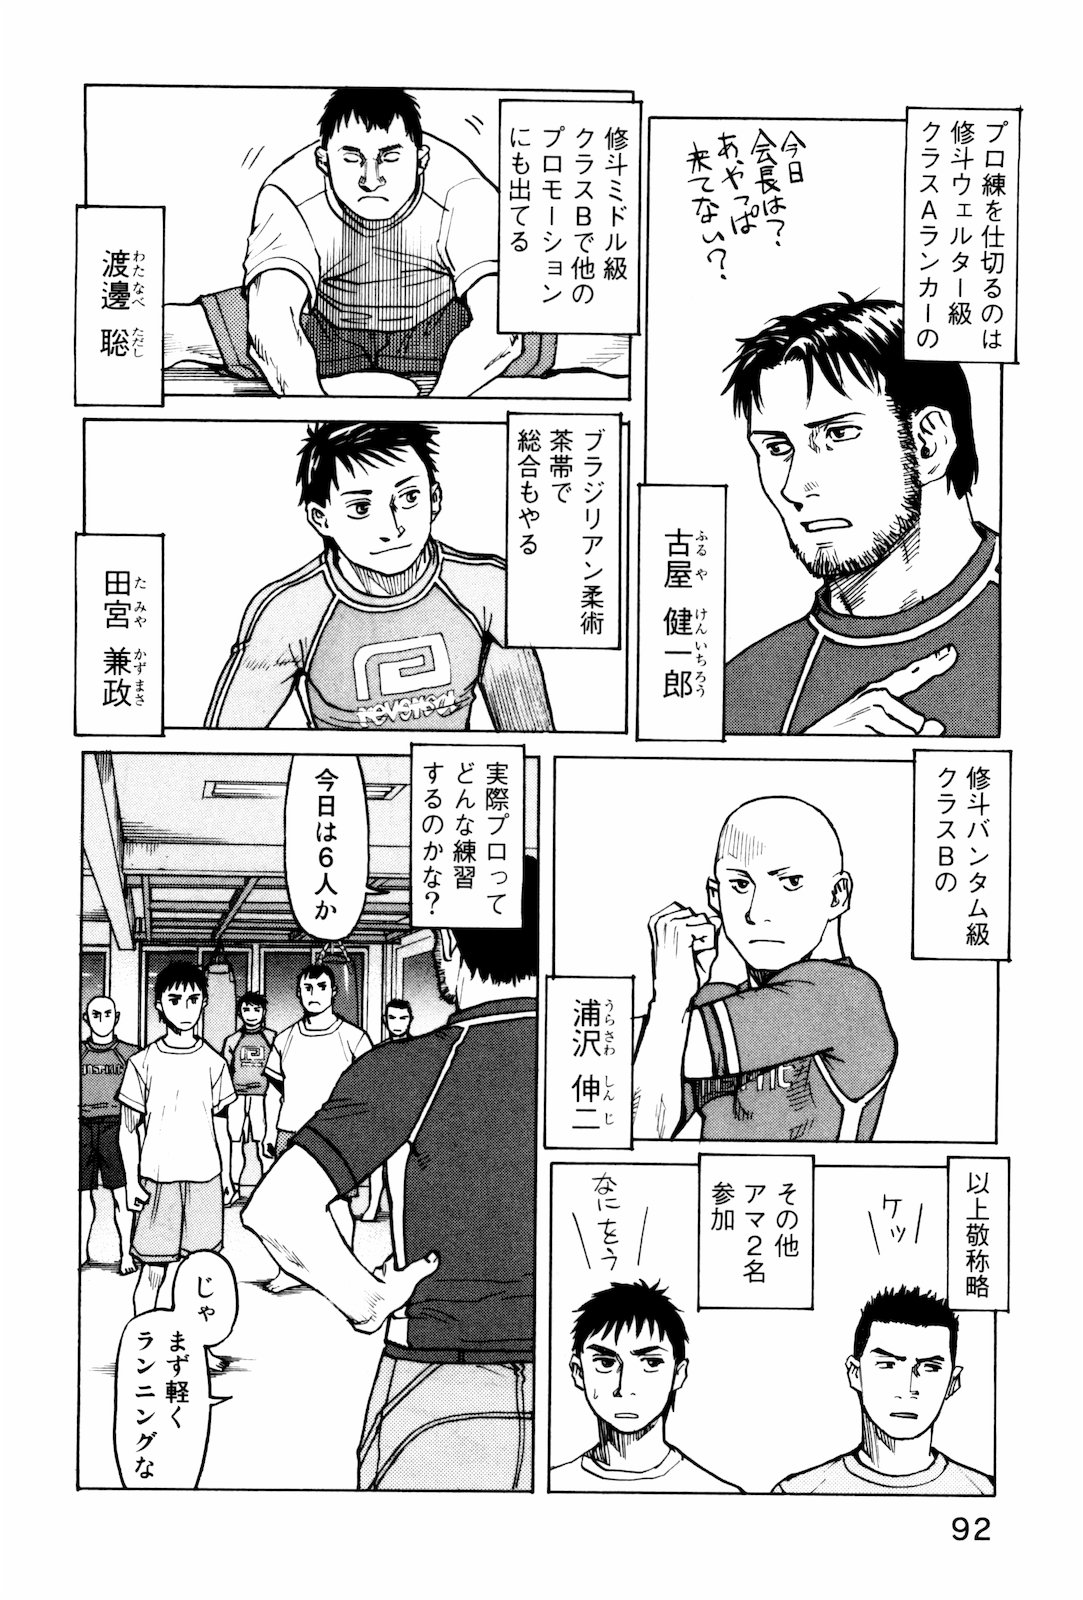 プロ練を仕切るのは
修斗ウェルター級
クラスAランカーの
今日
会長は?
あ、やっぱ
来てない?
古屋 健一郎
ふるや けんいちろう
修斗ミドル級
クラスBで他の
プロモーション
にも出てる
渡邊 聡
わたなべ ただし
ブラジリアン柔術
茶帯で
総合もやる
reversal
田宮 兼政
たみや かずまさ
修斗バンタム級
クラスBの
浦沢 伸二
うらさわ しんじ
以上敬称略
ケッ
その他
アマ2名
参加
なにをう
実際プロって
どんな練習
するのかな?
今日は6人か
じゃ
まず軽く
ランニングな
92